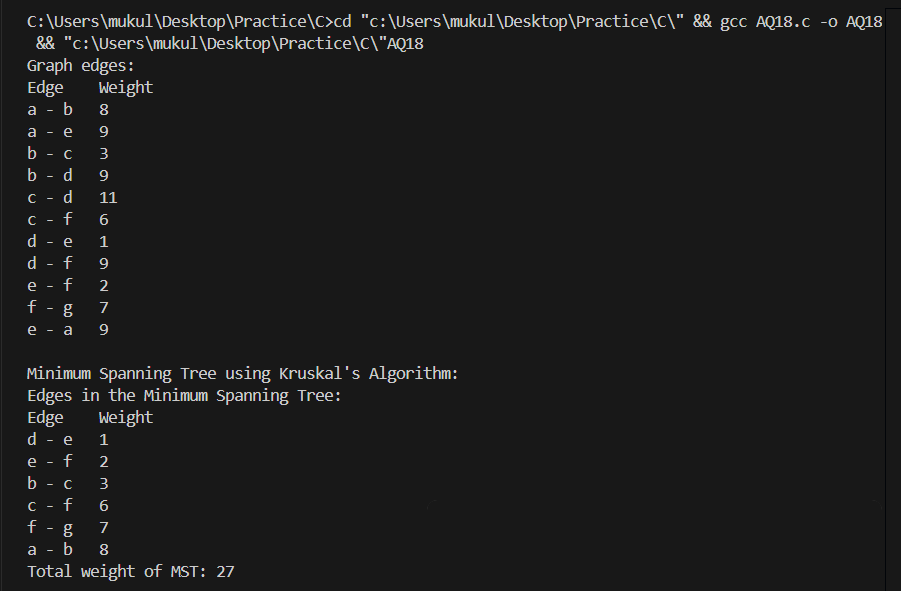 C:\Users\mukul\Desktop\Practice\C>cd "c:\Users\mukul\Desktop\Practice\C\" && gcc AQ18.c -o AQ18
 && "c:\Users\mukul\Desktop\Practice\C\"AQ18
Graph edges:
Edge    Weight
a - b   8
a - e   9
b - c   3
b - d   9
c - d   11
c - f   6
d - e   1
d - f   9
e - f   2
f - g   7
e - a   9

Minimum Spanning Tree using Kruskal's Algorithm:
Edges in the Minimum Spanning Tree:
Edge    Weight
d - e   1
e - f   2
b - c   3
c - f   6
f - g   7
a - b   8
Total weight of MST: 27